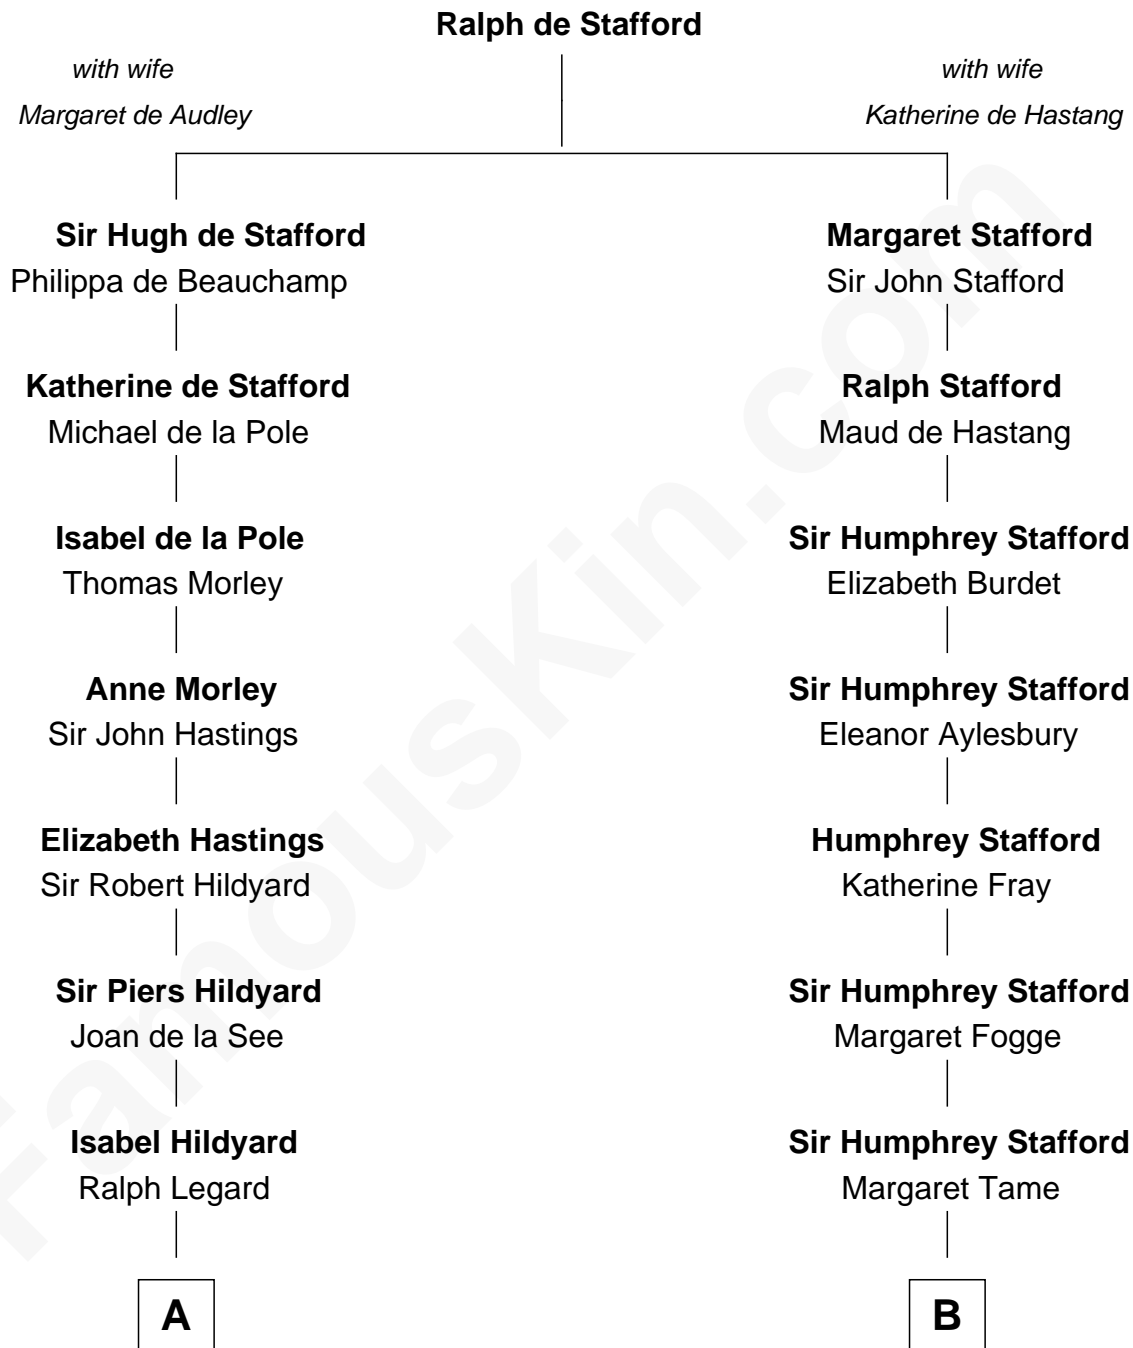 Ralph de Stafford
with wife
Margaret de Audley
with wife
Katherine de Hastang
Sir Hugh de Stafford
Philippa de Beauchamp
Margaret Stafford
Sir John Stafford
Katherine de Stafford
Michael de la Pole
Ralph Stafford
Maud de Hastang
Isabel de la Pole
Thomas Morley
Sir Humphrey Stafford
Elizabeth Burdet
Anne Morley
Sir John Hastings
Sir Humphrey Stafford
Eleanor Aylesbury
Elizabeth Hastings
Sir Robert Hildyard
Humphrey Stafford
Katherine Fray
Sir Piers Hildyard
Joan de la See
Sir Humphrey Stafford
Margaret Fogge
Isabel Hildyard
Ralph Legard
Sir Humphrey Stafford
Margaret Tame
A
B
FamousKin.com